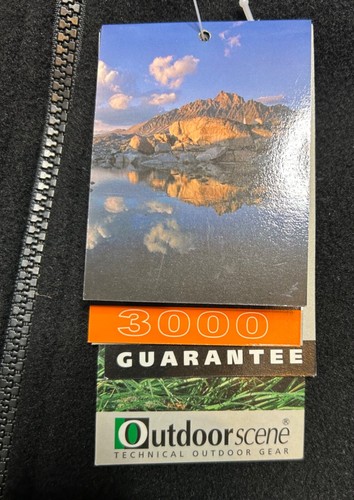 3000
GUARANTEE
Outdoorscene®
TECHNICAL OUTDOOR GEAR